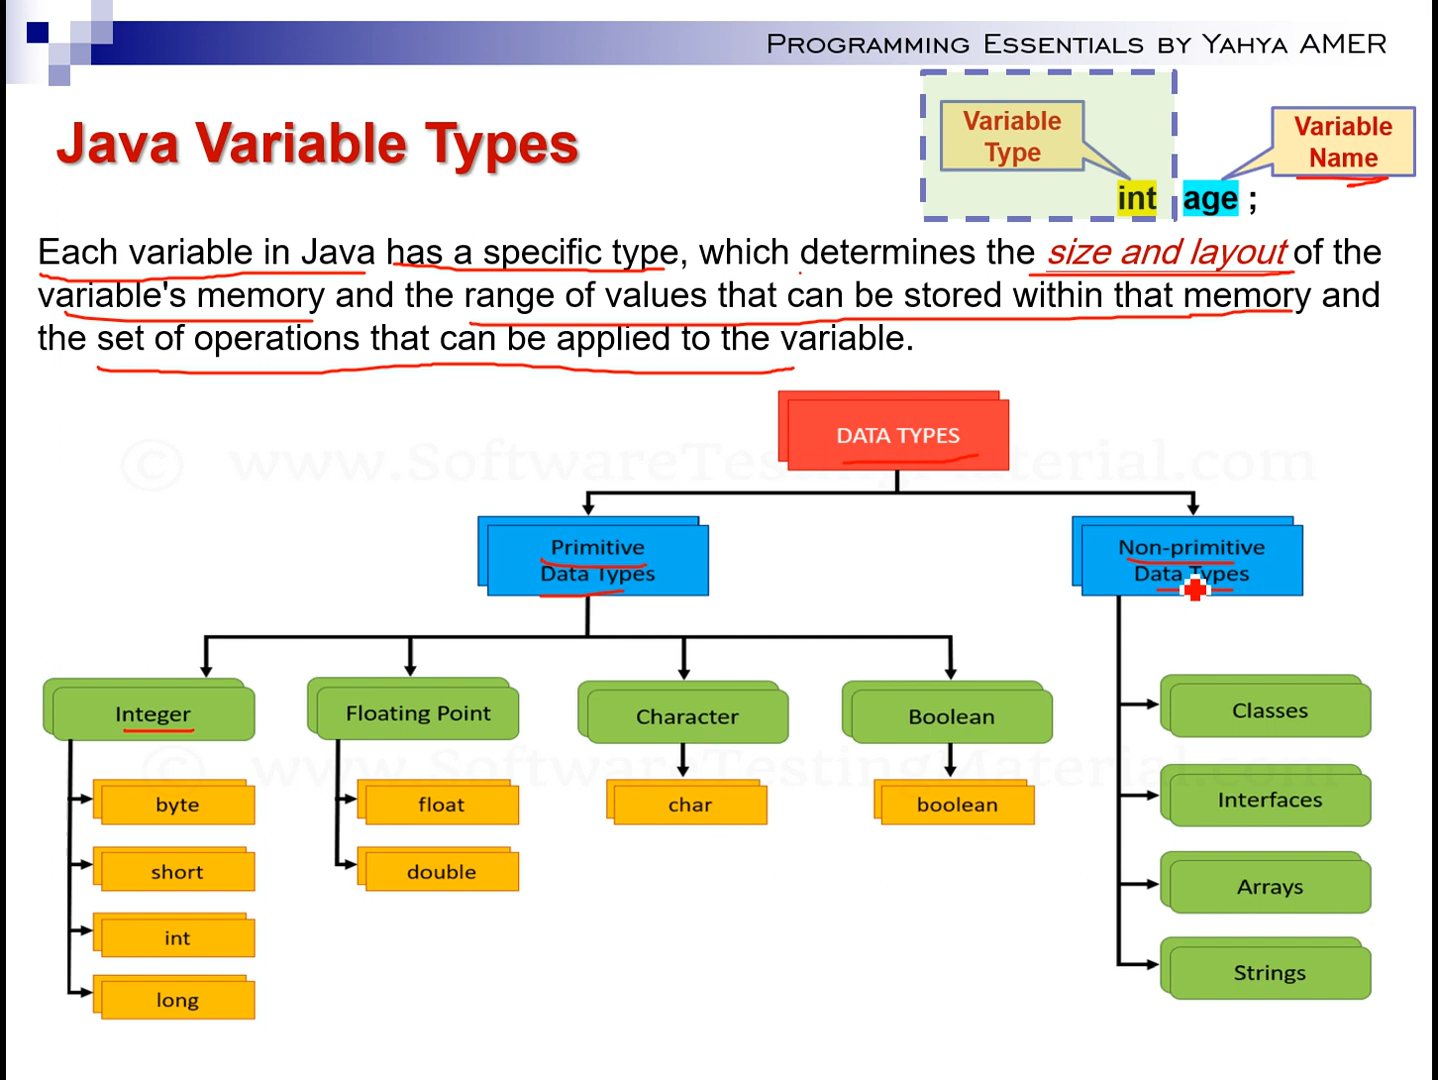 PROGRAMMING ESSENTIALS BY YAHYA AMER
Java Variable Types
Variable
Type
Variable
Name
int age ;
Each variable in Java has a specific type, which determines the size and layout of the
variable's memory and the range of values that can be stored within that memory and
the set of operations that can be applied to the variable.
© www.SoftwareTestingMaterial.com
DATA TYPES
Primitive
Data Types
Non-primitive
Data Types
Integer
Floating Point
Character
Boolean
Classes
© www.SoftwareTestingMaterial.com
byte
float
char
boolean
Interfaces
short
double
Arrays
int
Strings
long